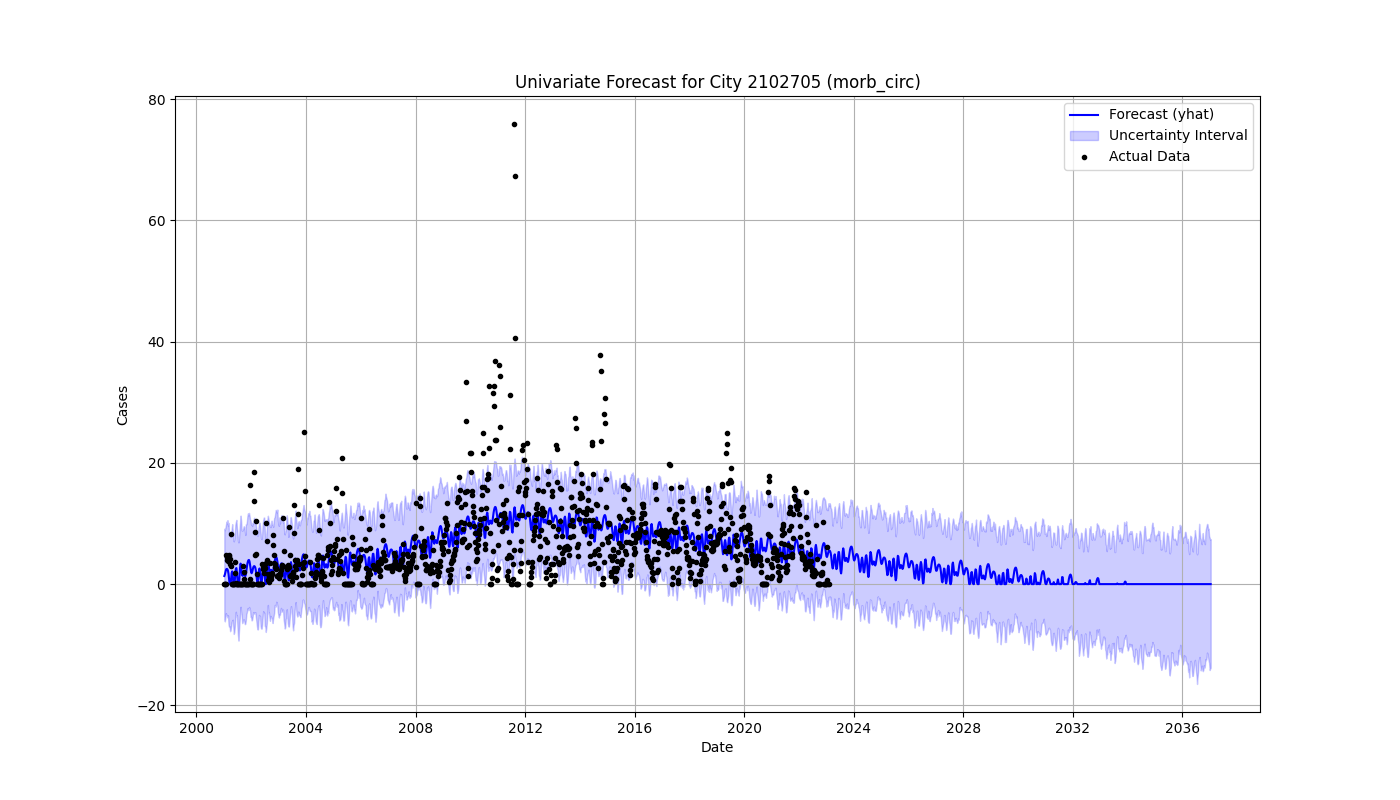 Univariate Forecast for City 2102705 (morb_circ)
Forecast (yhat)
Uncertainty Interval
Actual Data
80
60
40
20
0
−20
Cases
2000 2004 2008 2012 2016 2020 2024 2028 2032 2036
Date